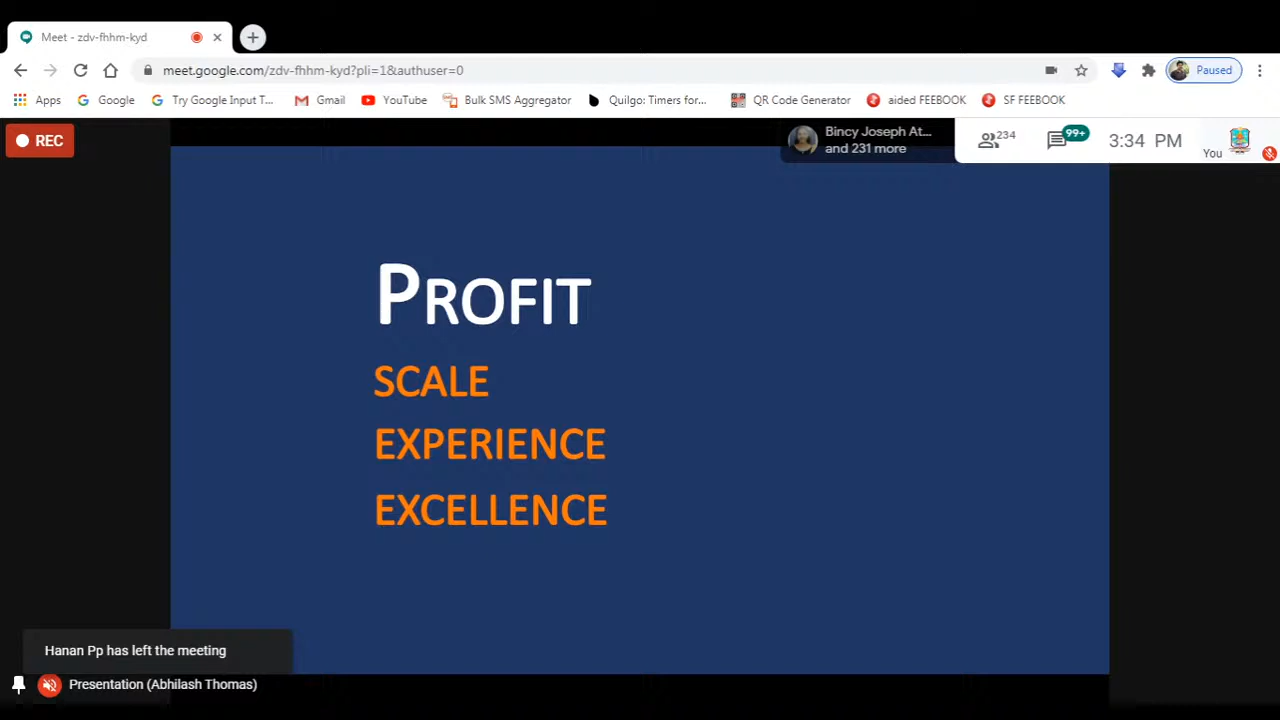 Meet - zdv-fhhm-kyd
meet.google.com/zdv-fhhm-kyd?pli=1&authuser=0
Paused
Apps
Google
Try Google Input T...
Gmail
YouTube
Bulk SMS Aggregator
Quilgo: Timers for...
QR Code Generator
aided FEEBOOK
SF FEEBOOK
REC
Bincy Joseph At...
and 231 more
234
99+
3:34 PM
You
PROFIT
SCALE
EXPERIENCE
EXCELLENCE
Hanan Pp has left the meeting
Presentation (Abhilash Thomas)